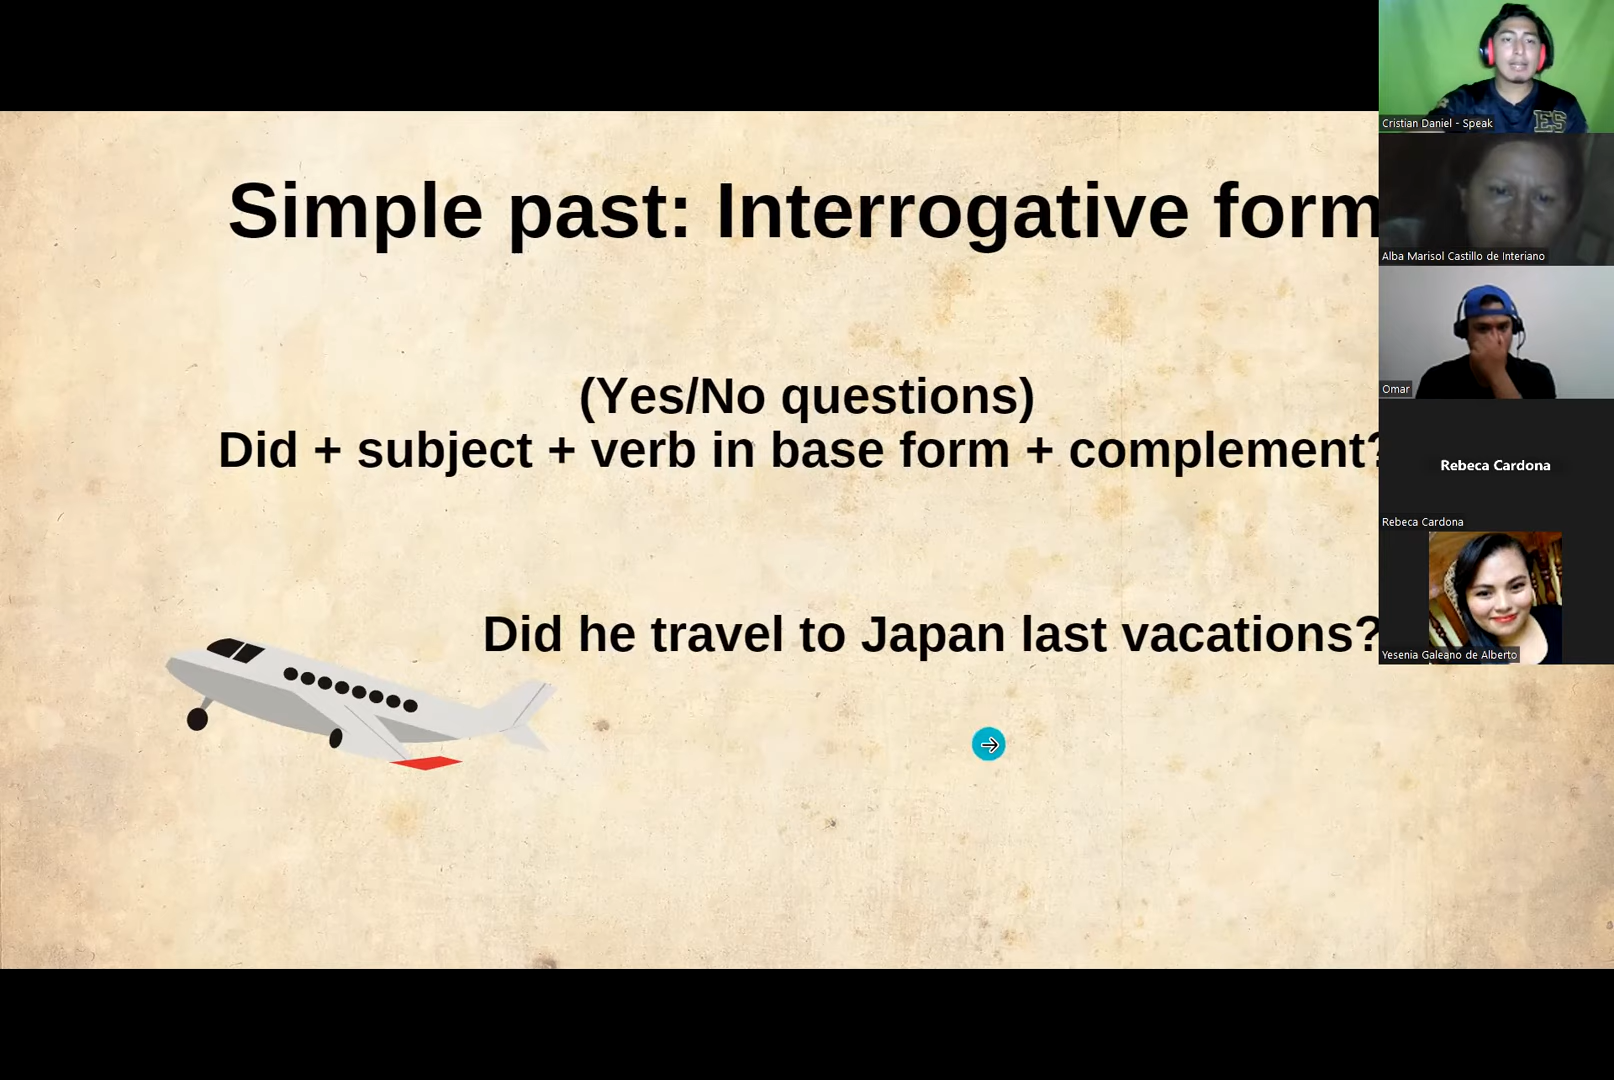 Simple past: Interrogative form
(Yes/No questions)
Did + subject + verb in base form + complement?
Did he travel to Japan last vacations?
Cristian Daniel - Speak
ES
Alba Marisol Castillo de Interiano
Omar
Rebeca Cardona
Rebeca Cardona
Yesenia Galeano de Alberto